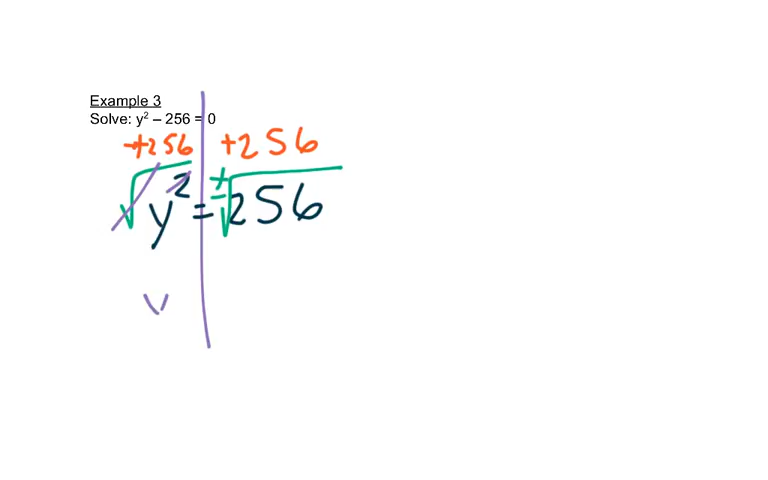 Example 3
Solve: y² – 256 = 0
+256 +256
√y² = ±√256
y